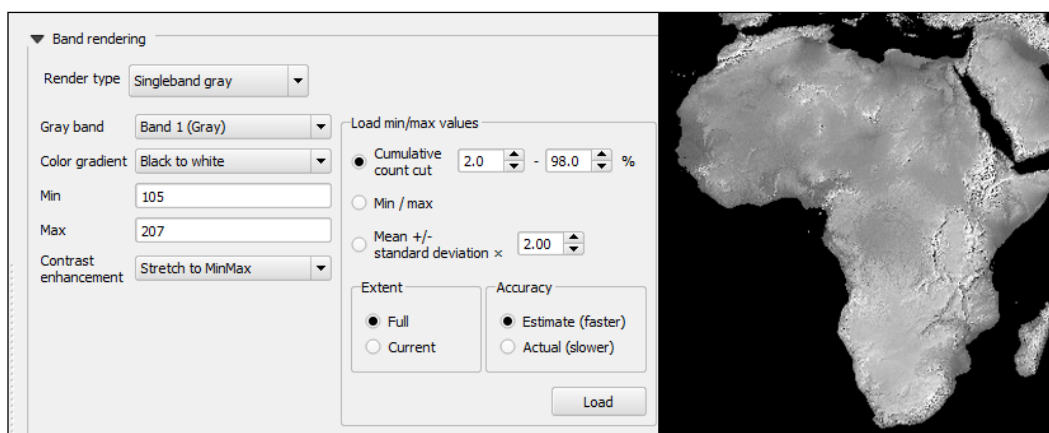 Band rendering
Render type Singleband gray
Gray band Band 1 (Gray)
Color gradient Black to white
Min 105
Max 207
Contrast
enhancement Stretch to MinMax
Load min/max values
Cumulative
count cut 2.0 - 98.0 %
Min / max
Mean +/-
standard deviation × 2.00
Extent
Full
Current
Accuracy
Estimate (faster)
Actual (slower)
Load